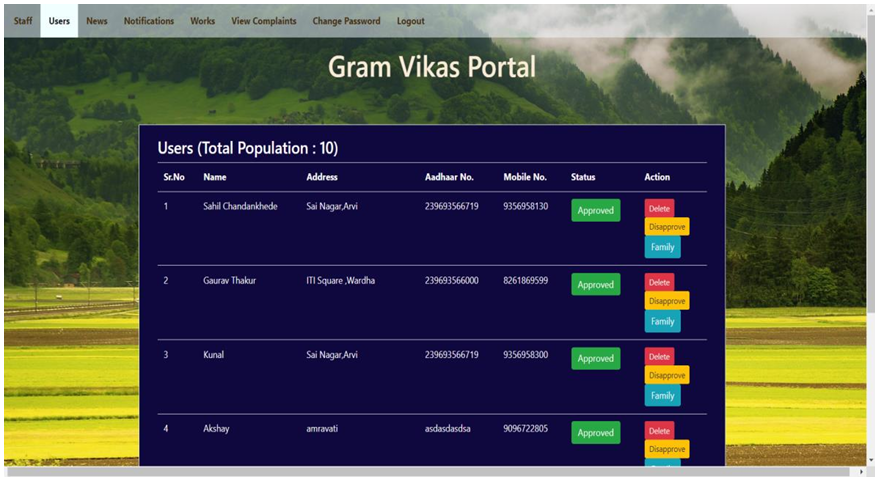 Staff Users News Notifications Works View Complaints Change Password Logout
Gram Vikas Portal
Users (Total Population : 10)
Sr.No Name Address Aadhaar No. Mobile No. Status Action
1 Sahil Chandankhede Sai Nagar,Arvi 239693566719 9356958130 Approved Delete
Disapprove
Family
2 Gaurav Thakur ITI Square ,Wardha 239693566000 8261869599 Approved Delete
Disapprove
Family
3 Kunal Sai Nagar,Arvi 239693566719 9356958300 Approved Delete
Disapprove
Family
4 Akshay amravati asdasdasdsa 9096722805 Approved Delete
Disapprove